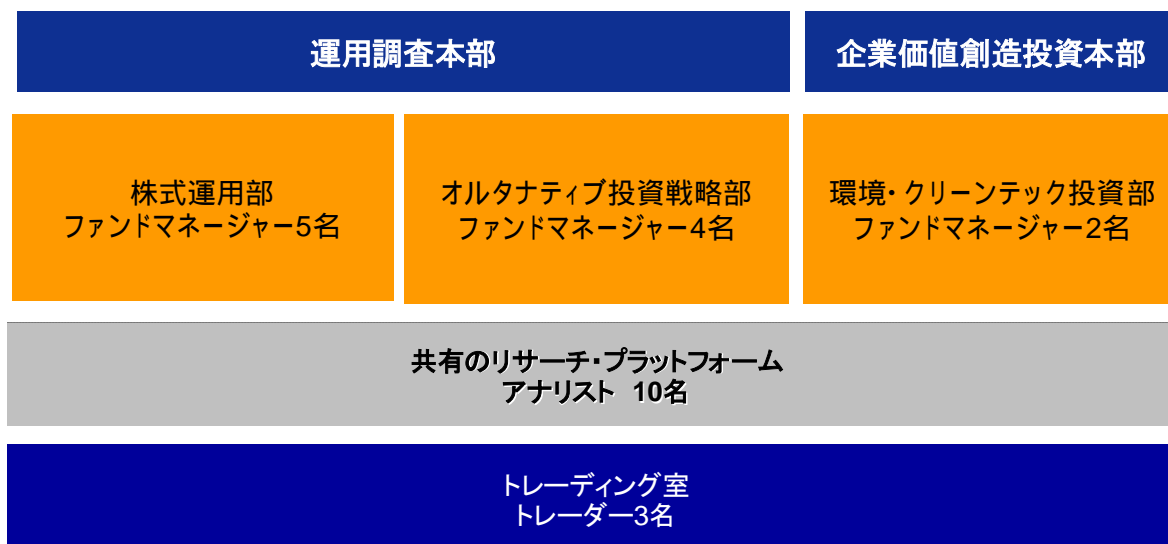 運用調査本部
企業価値創造投資本部
株式運用部
ファンドマネージャー5名
オルタナティブ投資戦略部
ファンドマネージャー4名
環境・クリーンテック投資部
ファンドマネージャー2名
共有のリサーチ・プラットフォーム
アナリスト 10名
トレーディング室
トレーダー3名